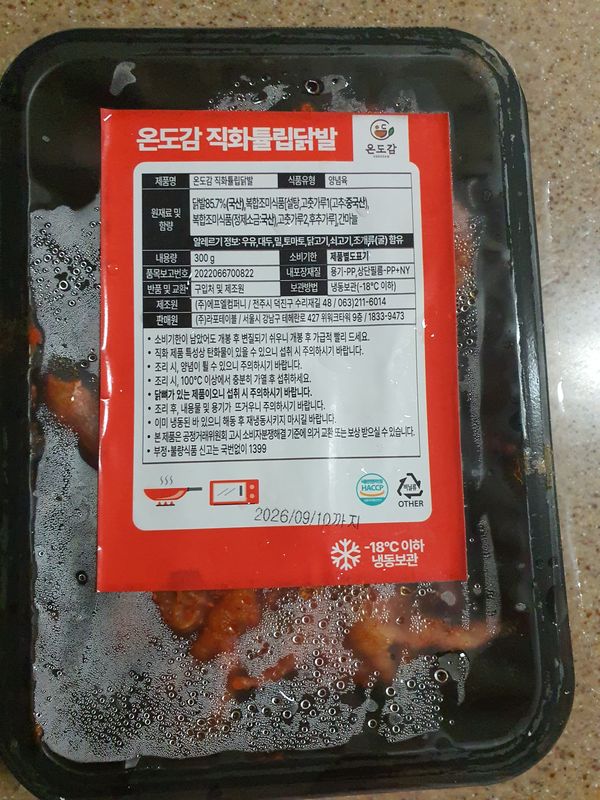 온도감 직화튤립닭발
온도감
제품명 온도감 직화튤립닭발 식품유형 양념육
원재료 및 함량
닭발85.7%(국산),복합조미식품[설탕,고춧가루1(고추:중국산),
복합조미식품(정제소금:국산),고춧가루2,후추가루],간마늘
알레르기 정보: 우유,대두,밀,토마토,닭고기,쇠고기,조개류(굴) 함유
내용량 300 g 소비기한 제품별도표기
품목보고번호 2022066700822 내포장재질 용기-PP,상단필름-PP+NY
반품 및 교환 구입처 및 제조원 보관방법 냉동보관(-18℃ 이하)
제조원 (주)에프엘컴퍼니 / 전주시 덕진구 수리재길 48 / 063)211-6014
판매원 (주)라포테이블 / 서울시 강남구 테헤란로 427 위워크타워 9층 / 1833-9473
• 소비기한이 남았어도 개봉 후 변질되기 쉬우니 개봉 후 가급적 빨리 드세요.
• 직화 제품 특성상 탄화물이 있을 수 있으니 섭취 시 주의하시기 바랍니다.
• 조리 시, 양념이 튈 수 있으니 주의하시기 바랍니다.
• 조리 시, 100℃ 이상에서 충분히 가열 후 섭취하세요.
닭뼈가 있는 제품이오니 섭취 시 주의하시기 바랍니다.
• 조리 후, 내용물 및 용기가 뜨거우니 주의하시기 바랍니다.
• 이미 냉동된 바 있으니 해동 후 재냉동시키지 마시기 바랍니다.
• 본 제품은 공정거래위원회 고시 소비자분쟁해결 기준에 의거 교환 또는 보상 받으실 수 있습니다.
• 부정·불량식품 신고는 국번없이 1399
HACCP
비닐류
OTHER
2026/09/10까지
-18℃ 이하
냉동보관